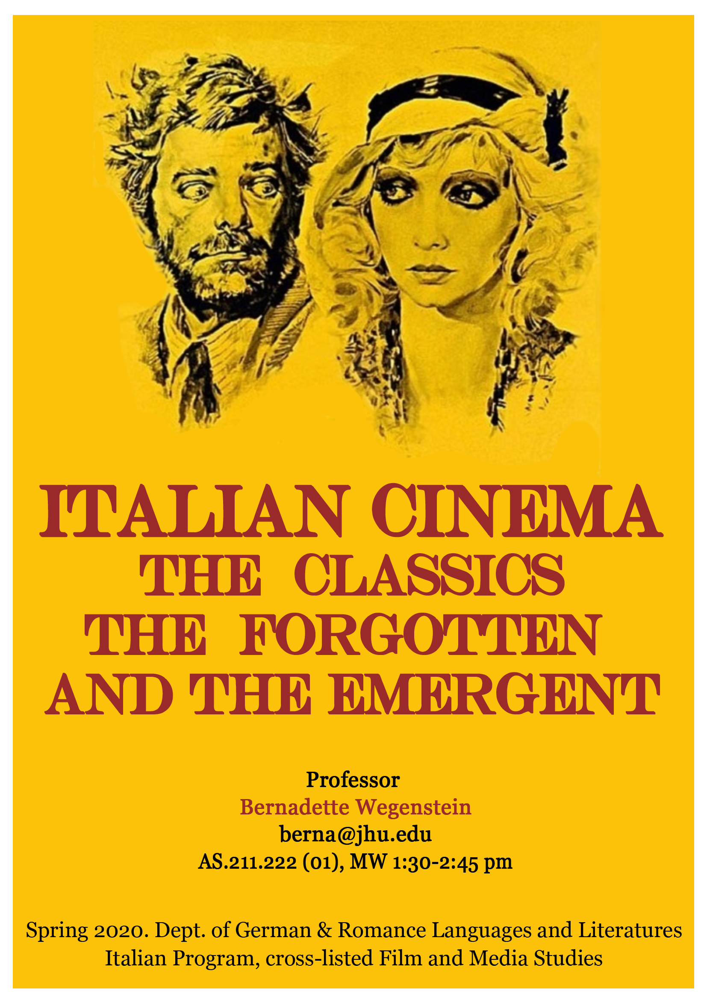 ITALIAN CINEMA
THE CLASSICS
THE FORGOTTEN
AND THE EMERGENT
Professor
Bernadette Wegenstein
berna@jhu.edu
AS.211.222 (01), MW 1:30-2:45 pm
Spring 2020. Dept. of German & Romance Languages and Literatures
Italian Program, cross-listed Film and Media Studies